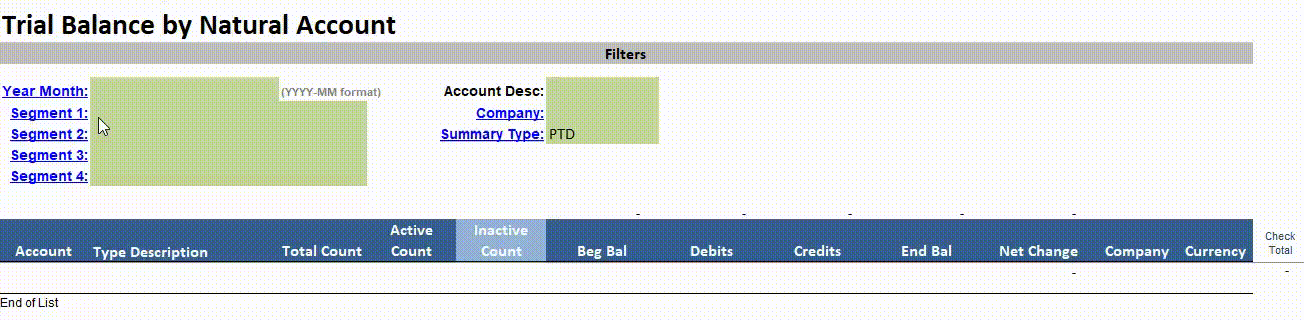 Trial Balance by Natural Account
Filters
Year Month: (YYYY-MM format) Account Desc:
Segment 1: Company:
Segment 2: Summary Type: PTD
Segment 3:
Segment 4:
- - - - -
Active Inactive
Account Type Description Total Count Count Count Beg Bal Debits Credits End Bal Net Change Company Currency
Check
Total
- -
End of List